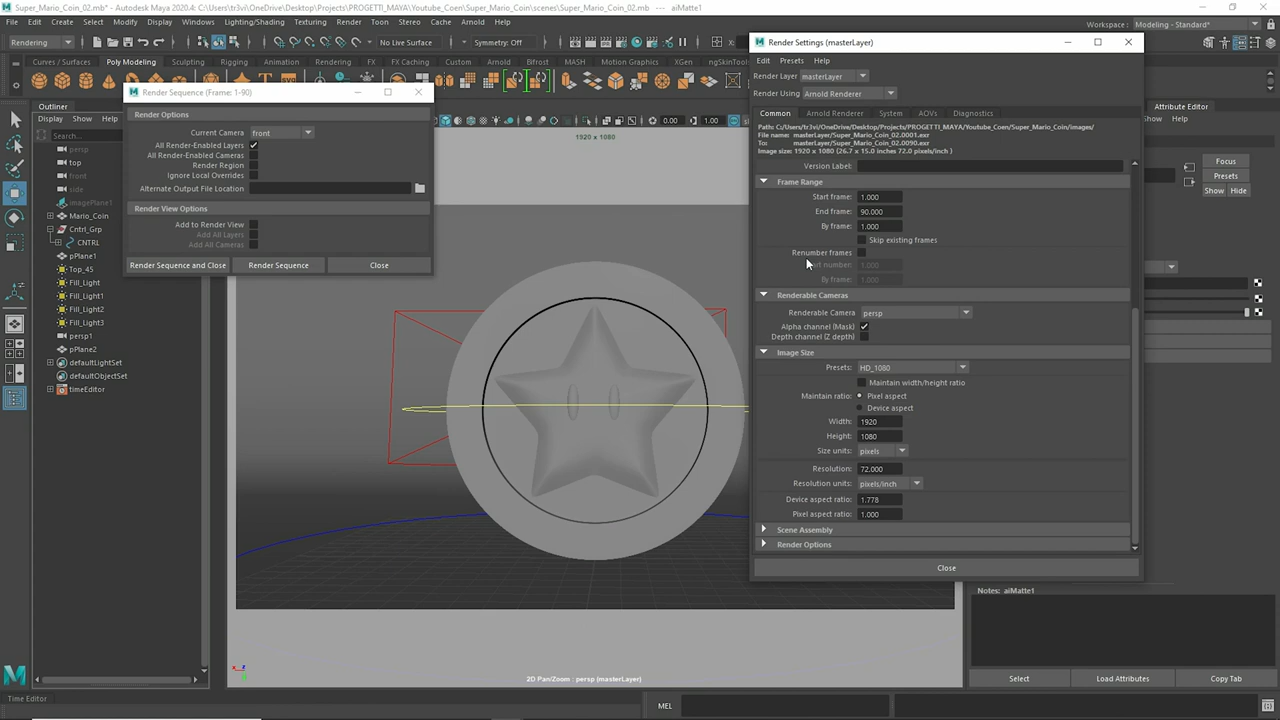 Super_Mario_Coin_02.mb* - Autodesk Maya 2020.4: C:\Users\tr3vi\OneDrive\Desktop\Projects\PROGETTI_MAYA\Youtube_Coen\Super_Mario_Coin\scenes\Super_Mario_Coin_02.mb --- aiMatte1
File Edit Create Select Modify Display Windows Lighting/Shading Texturing Render Toon Stereo Cache Arnold Help
Workspace : Modeling - Standard*
Rendering No Live Surface Symmetry: Off
Curves / Surfaces Poly Modeling Sculpting Rigging Animation Rendering FX FX Caching Custom Arnold Bifrost MASH Motion Graphics XGen ngSkinTools
Render Sequence (Frame: 1-90)
Render Options
Current Camera front
All Render-Enabled Layers
All Render-Enabled Cameras
Render Region
Ignore Local Overrides
Alternate Output File Location
Render View Options
Add to Render View
Add All Layers
Add All Cameras
Render Sequence and Close Render Sequence Close
Outliner
Display Show Help
Search...
persp
top
front
side
imagePlane1
Mario_Coin
Cntrl_Grp
CNTRL
pPlane1
Top_45
Fill_Light
Fill_Light1
Fill_Light2
Fill_Light3
persp1
pPlane2
defaultLightSet
defaultObjectSet
timeEditor
0.00 1.00
1920 x 1080
2D Pan/Zoom : persp (masterLayer)
Render Settings (masterLayer)
Edit Presets Help
Render Layer masterLayer
Render Using Arnold Renderer
Common Arnold Renderer System AOVs Diagnostics
Path: C:/Users/tr3vi/OneDrive/Desktop/Projects/PROGETTI_MAYA/Youtube_Coen/Super_Mario_Coin/images/
File name: masterLayer/Super_Mario_Coin_02.0001.exr
To: masterLayer/Super_Mario_Coin_02.0090.exr
Image size: 1920 x 1080 (26.7 x 15.0 inches 72.0 pixels/inch )
Version Label:
Frame Range
Start frame: 1.000
End frame: 90.000
By frame: 1.000
Skip existing frames
Renumber frames
rt number: 1.000
By frame: 1.000
Renderable Cameras
Renderable Camera persp
Alpha channel (Mask)
Depth channel (Z depth)
Image Size
Presets: HD_1080
Maintain width/height ratio
Maintain ratio: Pixel aspect
Device aspect
Width: 1920
Height: 1080
Size units: pixels
Resolution: 72.000
Resolution units: pixels/inch
Device aspect ratio: 1.778
Pixel aspect ratio: 1.000
Scene Assembly
Render Options
Close
Attribute Editor
Show Help
Focus
Presets
Show Hide
Notes: aiMatte1
Select Load Attributes Copy Tab
Time Editor
MEL